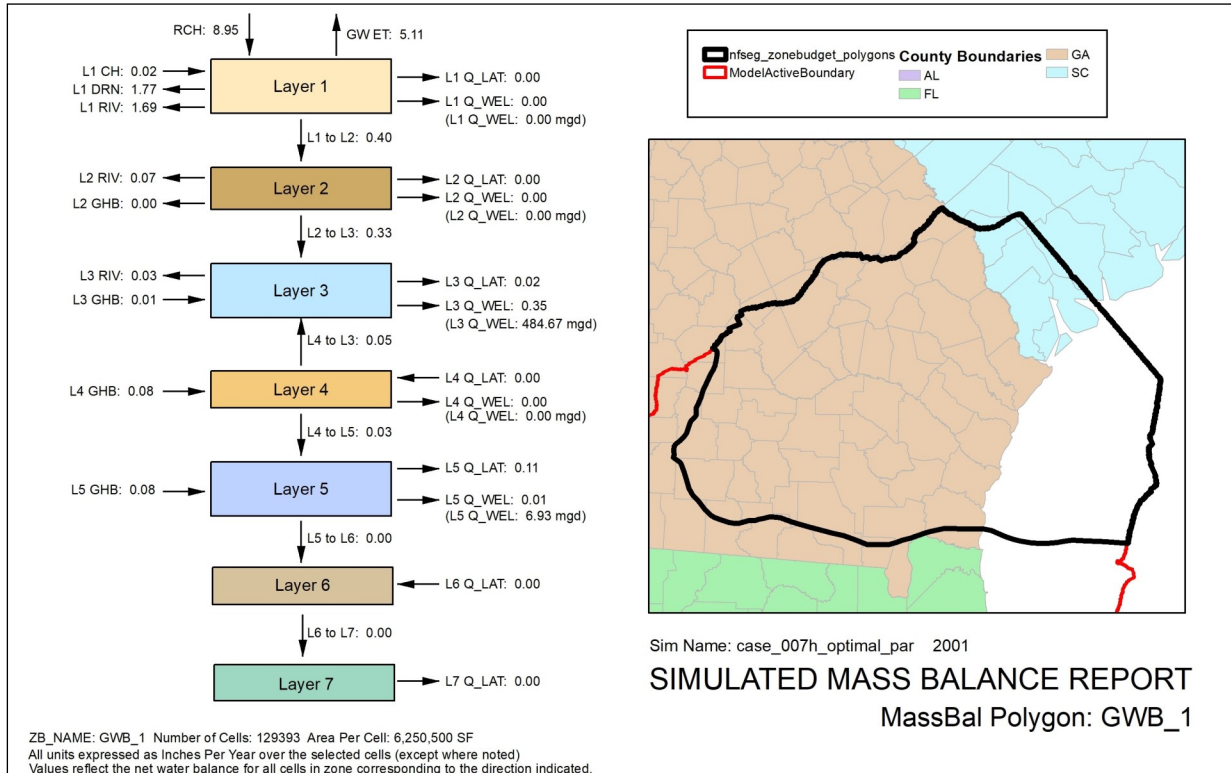 RCH: 8.95
GW ET: 5.11
L1 CH: 0.02
L1 DRN: 1.77
L1 RIV: 1.69
Layer 1
L1 Q_LAT: 0.00
L1 Q_WEL: 0.00
(L1 Q_WEL: 0.00 mgd)
L1 to L2: 0.40
L2 RIV: 0.07
L2 GHB: 0.00
Layer 2
L2 Q_LAT: 0.00
L2 Q_WEL: 0.00
(L2 Q_WEL: 0.00 mgd)
L2 to L3: 0.33
L3 RIV: 0.03
L3 GHB: 0.01
Layer 3
L3 Q_LAT: 0.02
L3 Q_WEL: 0.35
(L3 Q_WEL: 484.67 mgd)
L4 to L3: 0.05
L4 GHB: 0.08
Layer 4
L4 Q_LAT: 0.00
L4 Q_WEL: 0.00
(L4 Q_WEL: 0.00 mgd)
L4 to L5: 0.03
L5 GHB: 0.08
Layer 5
L5 Q_LAT: 0.11
L5 Q_WEL: 0.01
(L5 Q_WEL: 6.93 mgd)
L5 to L6: 0.00
Layer 6
L6 Q_LAT: 0.00
L6 to L7: 0.00
Layer 7
L7 Q_LAT: 0.00
ZB_NAME: GWB_1 Number of Cells: 129393 Area Per Cell: 6,250,500 SF
All units expressed as Inches Per Year over the selected cells (except where noted)
Values reflect the net water balance for all cells in zone corresponding to the direction indicated.
nfseg_zonebudget_polygons
ModelActiveBoundary
County Boundaries
AL
FL
GA
SC
Sim Name: case_007h_optimal_par 2001
SIMULATED MASS BALANCE REPORT
MassBal Polygon: GWB_1